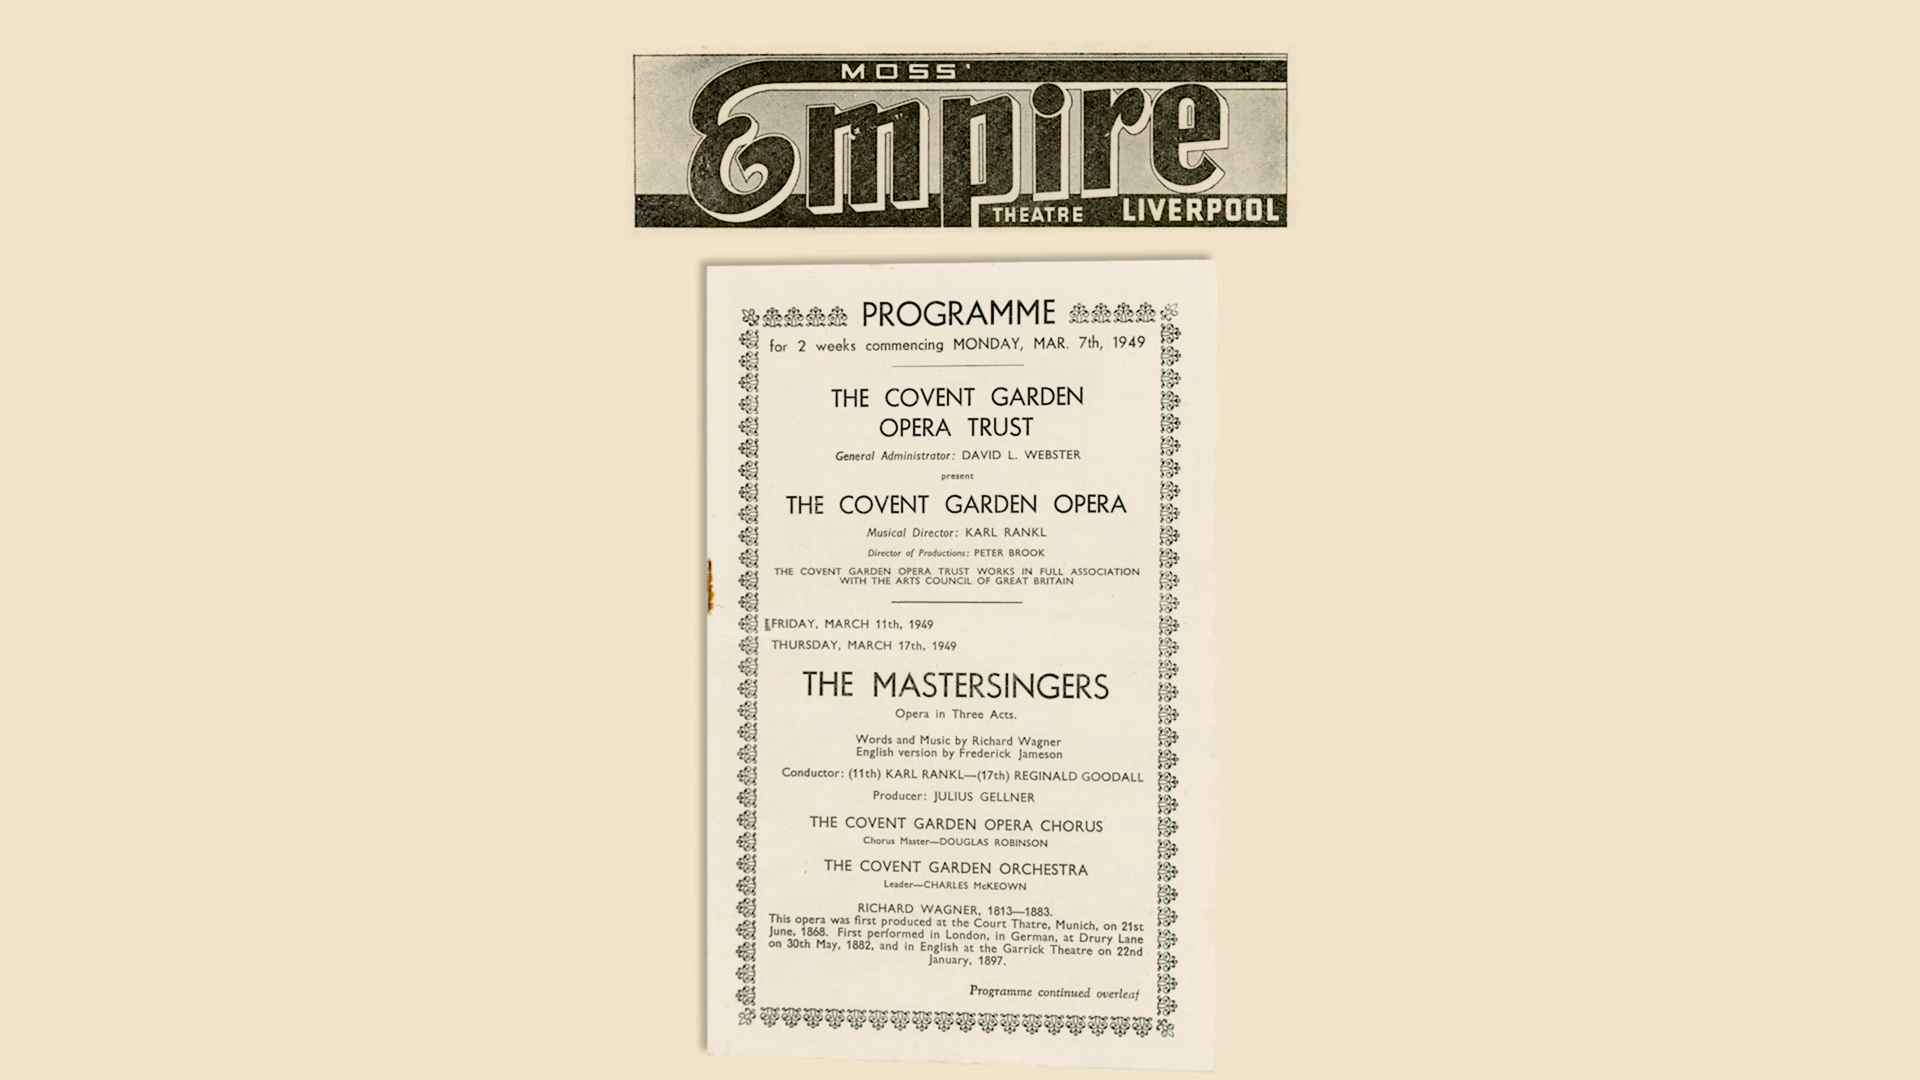 MOSS'
Empire
THEATRE LIVERPOOL
PROGRAMME
for 2 weeks commencing MONDAY, MAR. 7th, 1949
THE COVENT GARDEN
OPERA TRUST
General Administrator: DAVID L. WEBSTER
present
THE COVENT GARDEN OPERA
Musical Director: KARL RANKL
Director of Productions: PETER BROOK
THE COVENT GARDEN OPERA TRUST WORKS IN FULL ASSOCIATION
WITH THE ARTS COUNCIL OF GREAT BRITAIN
FRIDAY, MARCH 11th, 1949
THURSDAY, MARCH 17th, 1949
THE MASTERSINGERS
Opera in Three Acts.
Words and Music by Richard Wagner
English version by Frederick Jameson
Conductor: (11th) KARL RANKL—(17th) REGINALD GOODALL
Producer: JULIUS GELLNER
THE COVENT GARDEN OPERA CHORUS
Chorus Master—DOUGLAS ROBINSON
THE COVENT GARDEN ORCHESTRA
Leader—CHARLES McKEOWN
RICHARD WAGNER, 1813—1883.
This opera was first produced at the Court Thatre, Munich, on 21st
June, 1868. First performed in London, in German, at Drury Lane
on 30th May, 1882, and in English at the Garrick Theatre on 22nd
January, 1897.
Programme continued overleaf